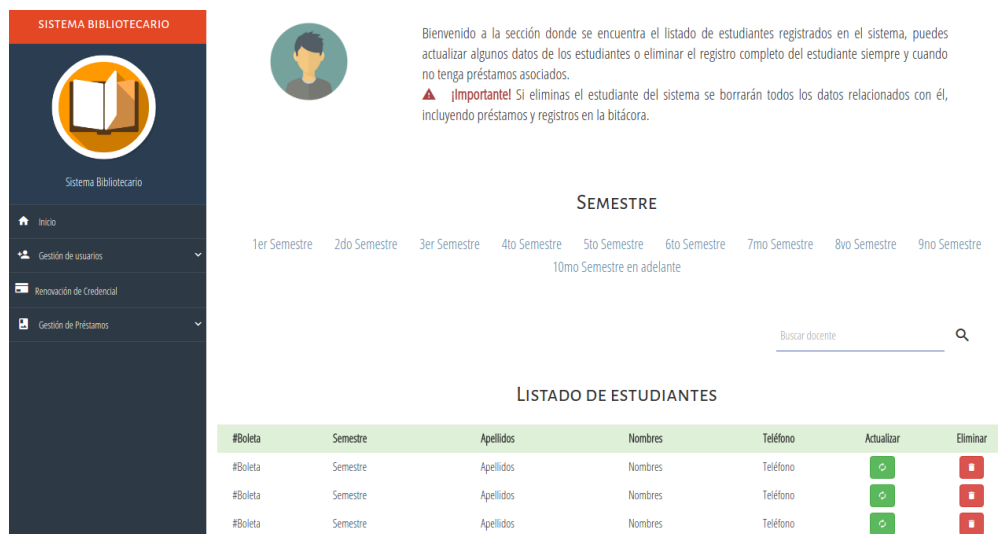 SISTEMA BIBLIOTECARIO
Sistema Bibliotecario
Inicio
Gestión de usuarios
Renovación de Credencial
Gestión de Préstamos
Bienvenido a la sección donde se encuentra el listado de estudiantes registrados en el sistema, puedes
actualizar algunos datos de los estudiantes o eliminar el registro completo del estudiante siempre y cuando
no tenga préstamos asociados.
¡Importante! Si eliminas el estudiante del sistema se borrarán todos los datos relacionados con él,
incluyendo préstamos y registros en la bitácora.
SEMESTRE
1er Semestre 2do Semestre 3er Semestre 4to Semestre 5to Semestre 6to Semestre 7mo Semestre 8vo Semestre 9no Semestre
10mo Semestre en adelante
Buscar docente
LISTADO DE ESTUDIANTES
#Boleta Semestre Apellidos Nombres Teléfono Actualizar Eliminar
#Boleta Semestre Apellidos Nombres Teléfono
#Boleta Semestre Apellidos Nombres Teléfono
#Boleta Semestre Apellidos Nombres Teléfono